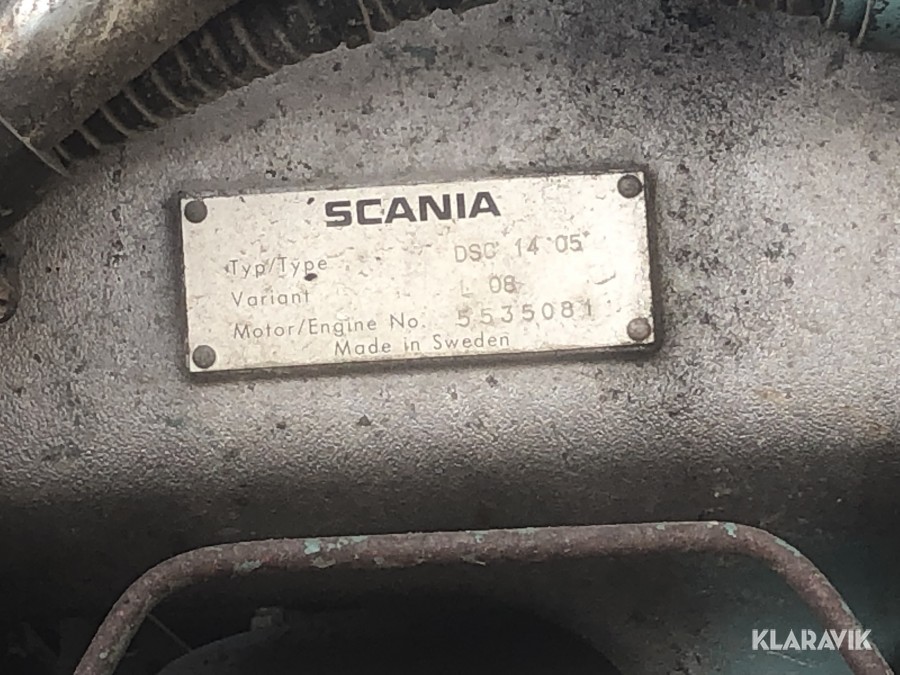 SCANIA
Typ/Type DSC 14 05
Variant L 08
Motor/Engine No. 5535081
Made in Sweden
KLARAVIK